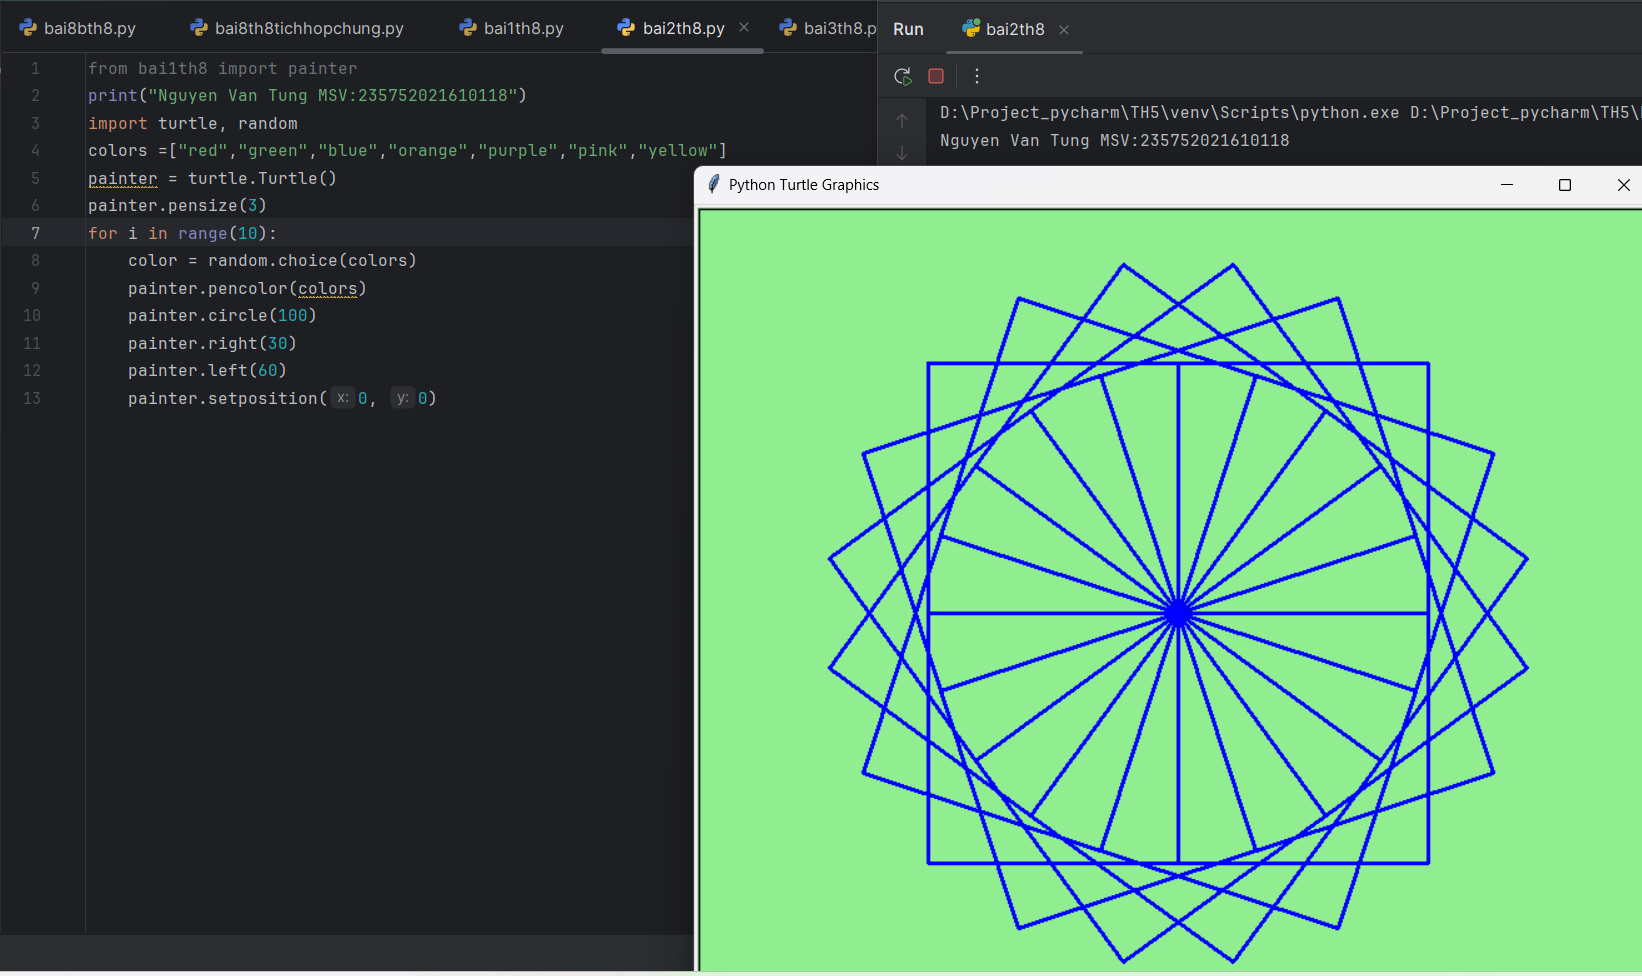 bai8bth8.py bai8th8tichhopchung.py bai1th8.py bai2th8.py bai3th8.p
Run bai2th8
1 from bai1th8 import painter
2 print("Nguyen Van Tung MSV:235752021610118")
3 import turtle, random
4 colors =["red","green","blue","orange","purple","pink","yellow"]
5 painter = turtle.Turtle()
6 painter.pensize(3)
7 for i in range(10):
8 color = random.choice(colors)
9 painter.pencolor(colors)
10 painter.circle(100)
11 painter.right(30)
12 painter.left(60)
13 painter.setposition( x: 0, y: 0)
D:\Project_pycharm\TH5\venv\Scripts\python.exe D:\Project_pycharm\TH5\
Nguyen Van Tung MSV:235752021610118
Python Turtle Graphics